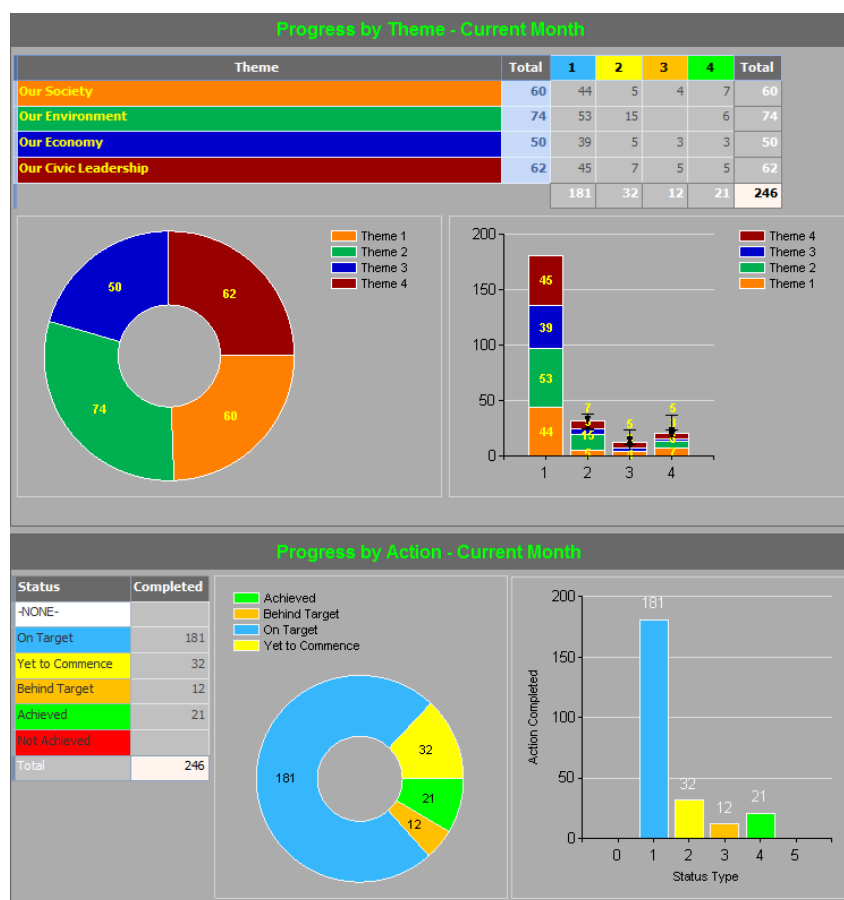 Progress by Theme - Current Month
Theme Total 1 2 3 4 Total
Our Society 60 44 5 4 7 60
Our Environment 74 53 15 6 74
Our Economy 50 39 5 3 3 50
Our Civic Leadership 62 45 7 5 5 62
181 32 12 21 246
Theme 1
Theme 2
Theme 3
Theme 4
50
62
74
60
Theme 4
Theme 3
Theme 2
Theme 1
200
150
100
50
0
45
39
53
44
7
15
5
5
5
7
1 2 3 4
Progress by Action - Current Month
Status Completed
-NONE-
On Target 181
Yet to Commence 32
Behind Target 12
Achieved 21
Not Achieved
Total 246
Achieved
Behind Target
On Target
Yet to Commence
32
181
21
12
Action Completed
200
150
100
50
0
181
32
12
21
0 1 2 3 4 5
Status Type